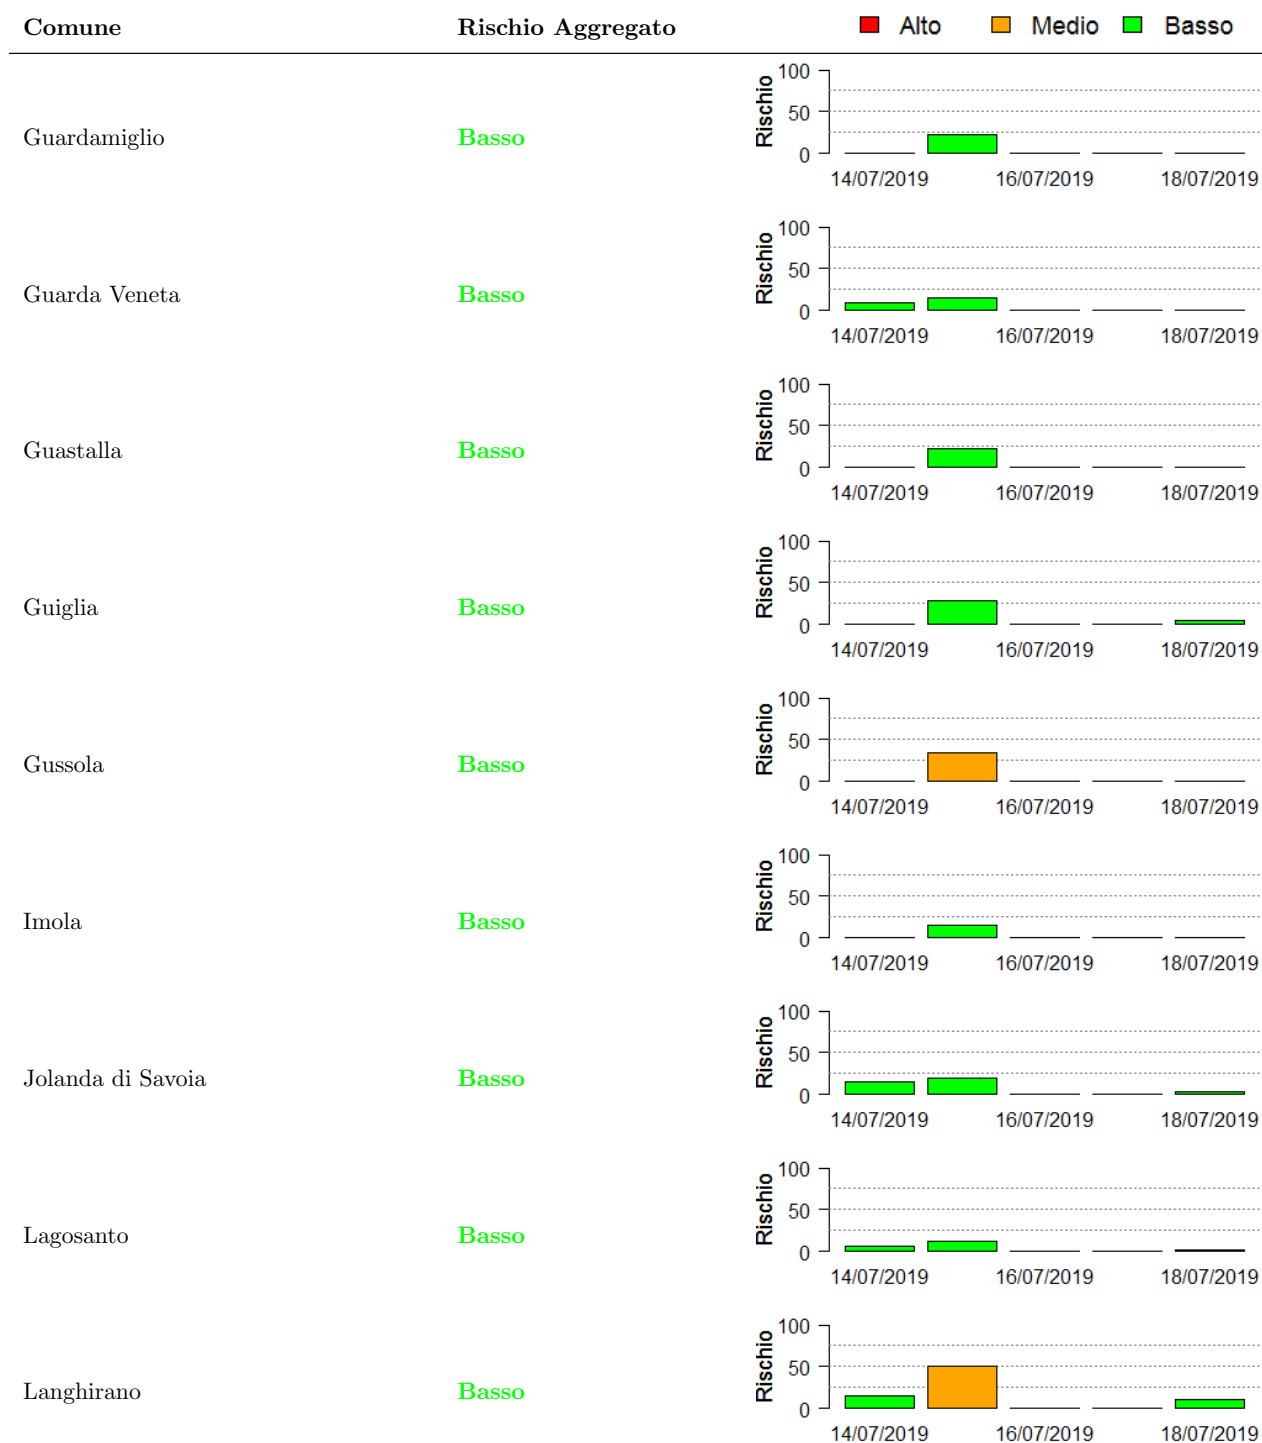 Comune Rischio Aggregato Alto Medio Basso
Guardamiglio Basso
Rischio
100
50
0
14/07/2019 16/07/2019 18/07/2019
Guarda Veneta Basso
Rischio
100
50
0
14/07/2019 16/07/2019 18/07/2019
Guastalla Basso
Rischio
100
50
0
14/07/2019 16/07/2019 18/07/2019
Guiglia Basso
Rischio
100
50
0
14/07/2019 16/07/2019 18/07/2019
Gussola Basso
Rischio
100
50
0
14/07/2019 16/07/2019 18/07/2019
Imola Basso
Rischio
100
50
0
14/07/2019 16/07/2019 18/07/2019
Jolanda di Savoia Basso
Rischio
100
50
0
14/07/2019 16/07/2019 18/07/2019
Lagosanto Basso
Rischio
100
50
0
14/07/2019 16/07/2019 18/07/2019
Langhirano Basso
Rischio
100
50
0
14/07/2019 16/07/2019 18/07/2019